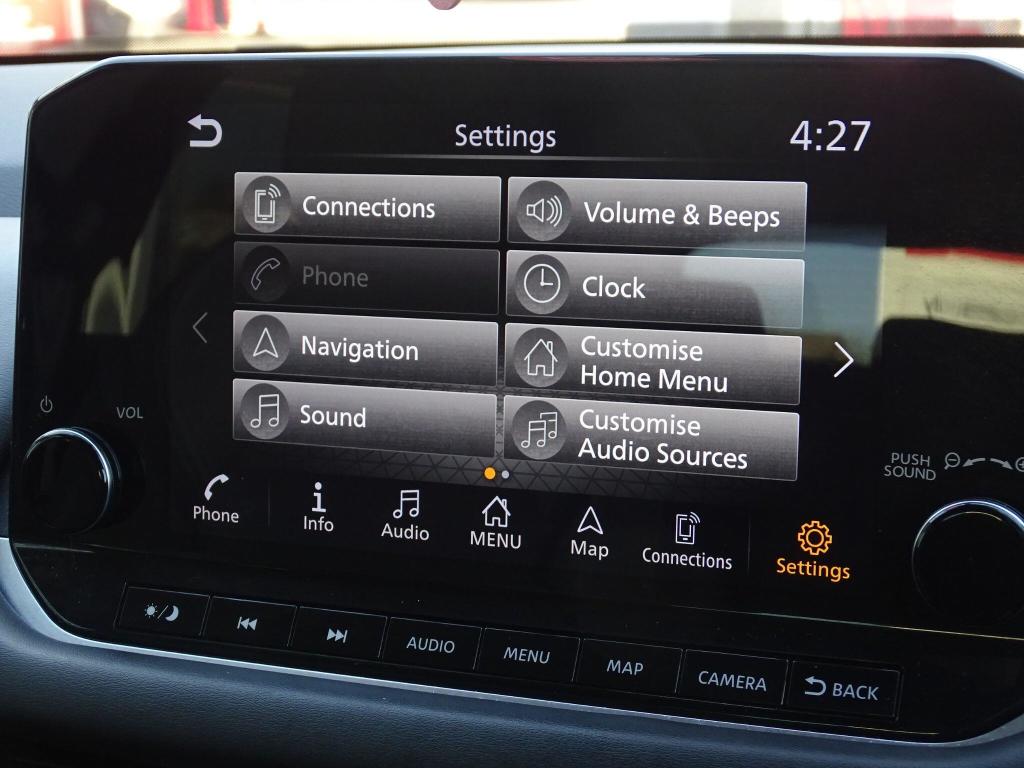 Settings
4:27
Connections
Volume & Beeps
Phone
Clock
Navigation
Customise
Home Menu
Sound
Customise
Audio Sources
VOL
PUSH
SOUND
Phone
Info
Audio
MENU
Map
Connections
Settings
AUDIO
MENU
MAP
CAMERA
BACK